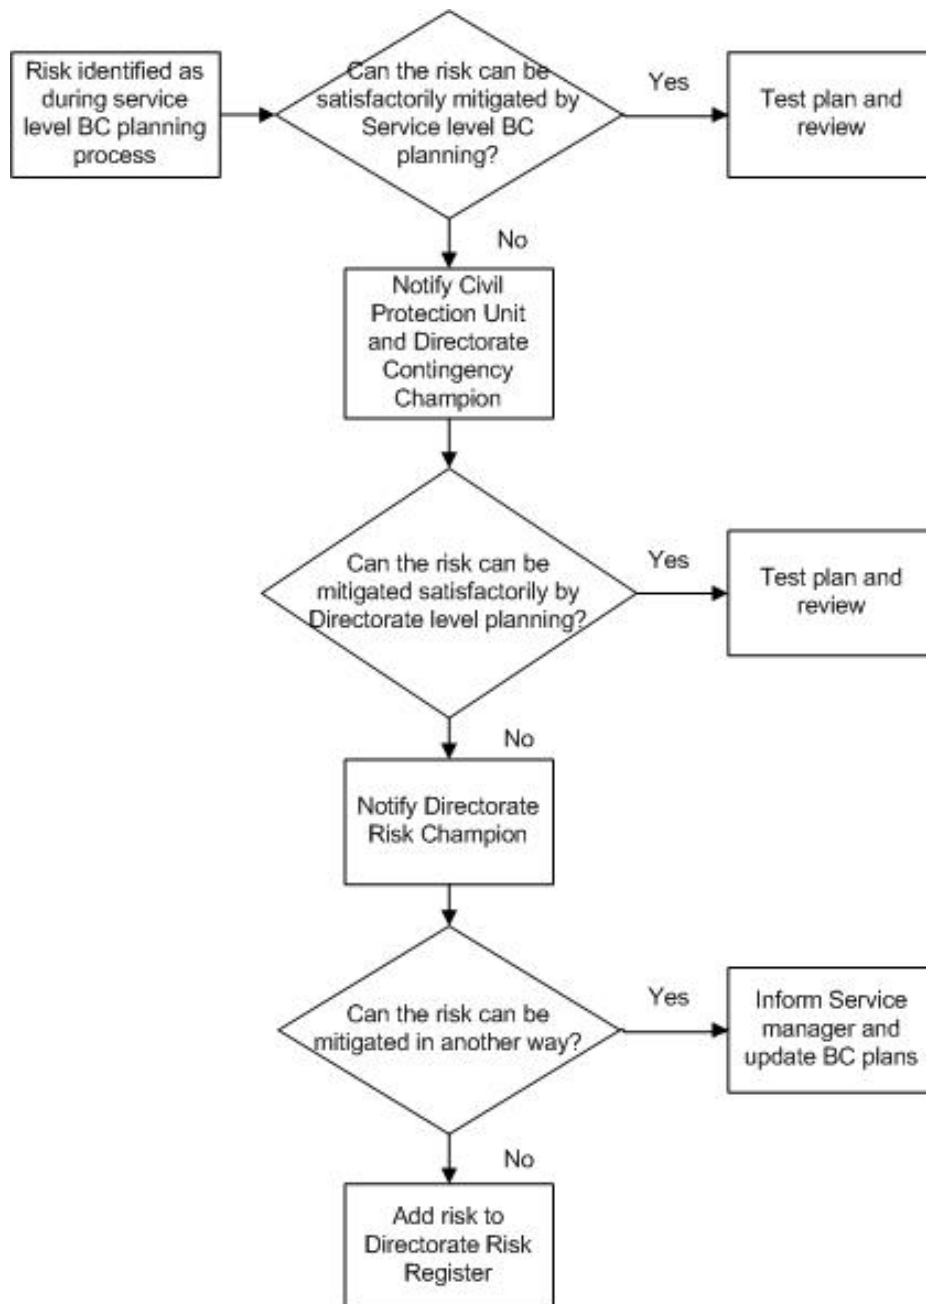 Risk identified as
during service
level BC planning
process
Can the risk can be
satisfactorily mitigated by
Service level BC
planning?
Yes
Test plan and
review
No
Notify Civil
Protection Unit
and Directorate
Contingency
Champion
Can the risk can be
mitigated satisfactorily by
Directorate level planning?
Yes
Test plan and
review
No
Notify Directorate
Risk Champion
Can the risk can be
mitigated in another way?
Yes
Inform Service
manager and
update BC plans
No
Add risk to
Directorate Risk
Register